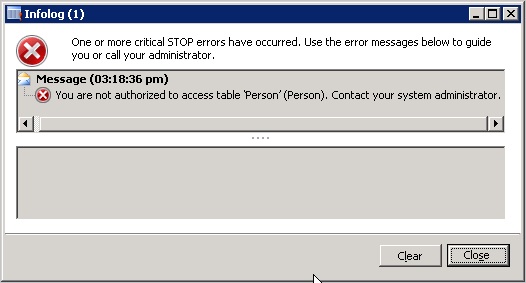 Infolog (1)
One or more critical STOP errors have occurred. Use the error messages below to guide
you or call your administrator.
Message (03:18:36 pm)
You are not authorized to access table 'Person' (Person). Contact your system administrator.
Clear
Close